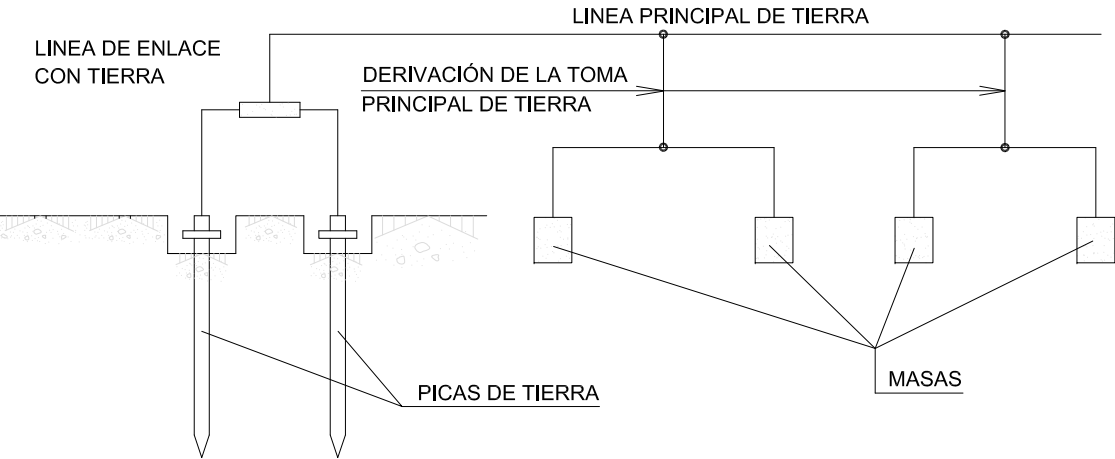 LINEA PRINCIPAL DE TIERRA
LINEA DE ENLACE
CON TIERRA
DERIVACIÓN DE LA TOMA
PRINCIPAL DE TIERRA
PICAS DE TIERRA
MASAS